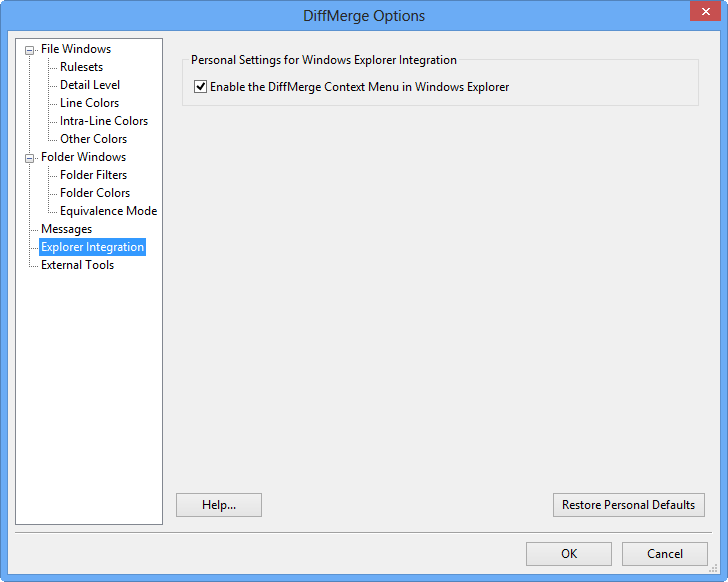 DiffMerge Options
File Windows
Rulesets
Detail Level
Line Colors
Intra-Line Colors
Other Colors
Folder Windows
Folder Filters
Folder Colors
Equivalence Mode
Messages
Explorer Integration
External Tools
Personal Settings for Windows Explorer Integration
Enable the DiffMerge Context Menu in Windows Explorer
Help...
Restore Personal Defaults
OK
Cancel